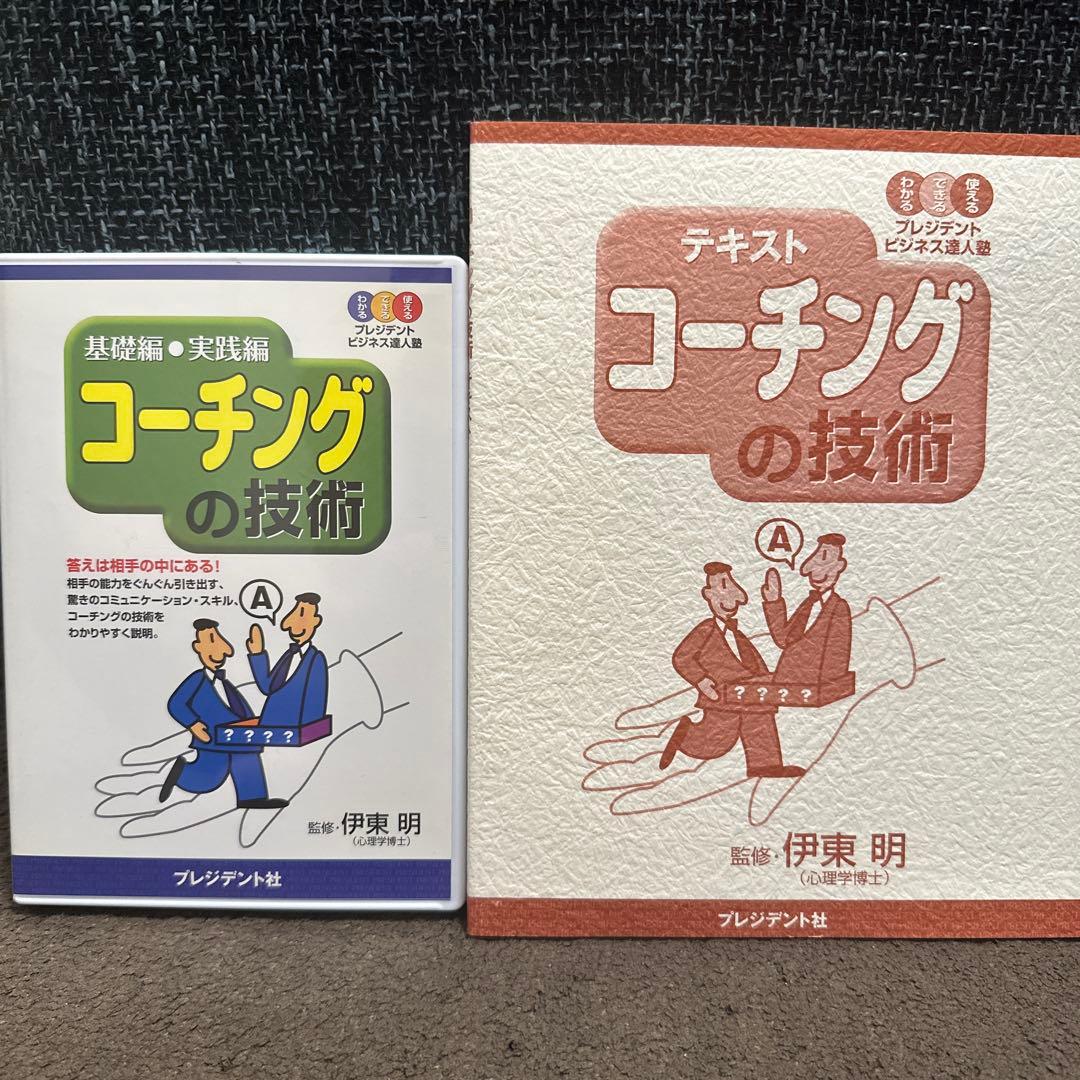 わかる できる 使える
プレジデント
ビジネス達人塾
基礎編●実践編
コーチング
の技術
答えは相手の中にある！
相手の能力をぐんぐん引き出す、
驚きのコミュニケーション・スキル、
コーチングの技術を
わかりやすく説明。
A
? ? ? ?
監修・伊東 明
（心理学博士）
プレジデント社
わかる できる 使える
プレジデント
ビジネス達人塾
テキスト
コーチング
の技術
A
? ? ? ?
監修・伊東 明
（心理学博士）
プレジデント社